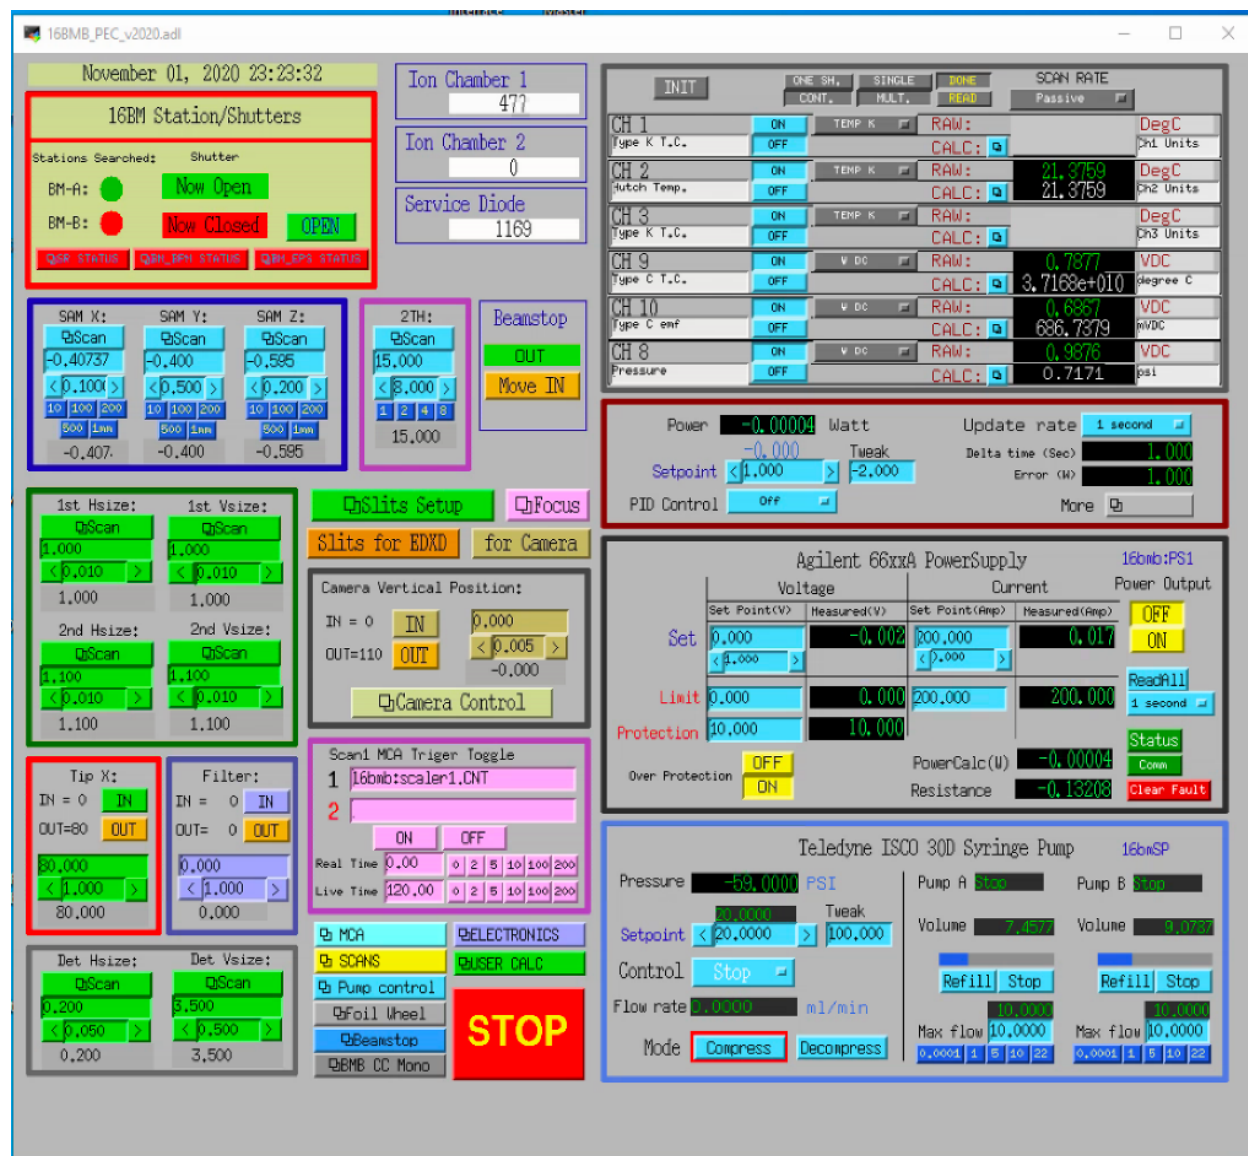 16BMB_PEC_v2020.adl
November 01, 2020 23:23:32
16BM Station/Shutters
Stations Searched: Shutter
BM-A: Now Open
BM-B: Now Closed OPEN
SR STATUS BM_BPM STATUS BM_EPS STATUS
Ion Chamber 1
477
Ion Chamber 2
0
Service Diode
1169
SAM X: SAM Y: SAM Z:
Scan Scan Scan
-0.40737 -0.400 -0.595
< 0.100 > < 0.500 > < 0.200 >
10 100 200 10 100 200 10 100 200
500 1mm 500 1mm 500 1mm
-0.407 -0.400 -0.595
2TH:
Scan
15.000
< 8.000 >
1 2 4 8
15.000
Beamstop
OUT
Move IN
1st Hsize: 1st Vsize:
Scan Scan
1.000 1.000
< 0.010 > < 0.010 >
1.000 1.000
2nd Hsize: 2nd Vsize:
Scan Scan
1.100 1.100
< 0.010 > < 0.010 >
1.100 1.100
Slits Setup Focus
Slits for EDXD for Camera
Camera Vertical Position:
IN = 0 IN 0.000
OUT=110 OUT < 0.005 >
-0.000
Camera Control
Tip X:
IN = 0 IN
OUT=80 OUT
80.000
< 1.000 >
80.000
Filter:
IN = 0 IN
OUT= 0 OUT
0.000
< 1.000 >
0.000
Scan1 MCA Triger Toggle
1 16bmb:scaler1.CNT
2
ON OFF
Real Time 0.00 0 2 5 10 100 200
Live Time 120.00 0 2 5 10 100 200
Det Hsize: Det Vsize:
Scan Scan
0.200 3.500
< 0.050 > < 0.500 >
0.200 3.500
MCA ELECTRONICS
SCANS USER CALC
Pump control
Foil Wheel
Beamstop
BMB CC Mono
STOP
INIT ONE SH. SINGLE DONE SCAN RATE
CONT. MULT. READ Passive
CH 1 ON TEMP K RAW: DegC
Type K T.C. OFF CALC: Ch1 Units
CH 2 ON TEMP K RAW: 21.3759 DegC
Hutch Temp. OFF CALC: 21.3759 Ch2 Units
CH 3 ON TEMP K RAW: DegC
Type K T.C. OFF CALC: Ch3 Units
CH 9 ON V DC RAW: 0.7877 VDC
Type C T.C. OFF CALC: 3.7168e+010 degree C
CH 10 ON V DC RAW: 0.6867 VDC
Type C emf OFF CALC: 686.7379 mVDC
CH 8 ON V DC RAW: 0.9876 VDC
Pressure OFF CALC: 0.7171 psi
Power -0.00004 Watt Update rate 1 second
-0.000 Tweak Delta time (Sec) 1.000
Setpoint < 1.000 > -2.000 Error (W) 1.000
PID Control Off More
Agilent 66xxA PowerSupply 16bmb:PS1
Voltage Current Power Output
Set Point(V) Measured(V) Set Point(Amp) Measured(Amp) OFF
Set 0.000 -0.002 200.000 0.017 ON
< 1.000 > < 0.000 >
ReadAll
Limit 0.000 0.000 200.000 200.000 1 second
Protection 10.000 10.000
Status
Over Protection OFF PowerCalc(W) -0.00004 Comm
ON Resistance -0.13208 Clear Fault
Teledyne ISCO 30D Syringe Pump 16bmSP
Pressure -59.0000 PSI Pump A Stop Pump B Stop
20.0000 Tweak
Setpoint < 20.0000 > 100.000 Volume 7.4577 Volume 9.0787
Control Stop Refill Stop Refill Stop
Flow rate 0.0000 ml/min 10.0000 10.0000
Max flow 10.0000 Max flow 10.0000
Mode Compress Decompress 0.0001 1 5 10 22 0.0001 1 5 10 22